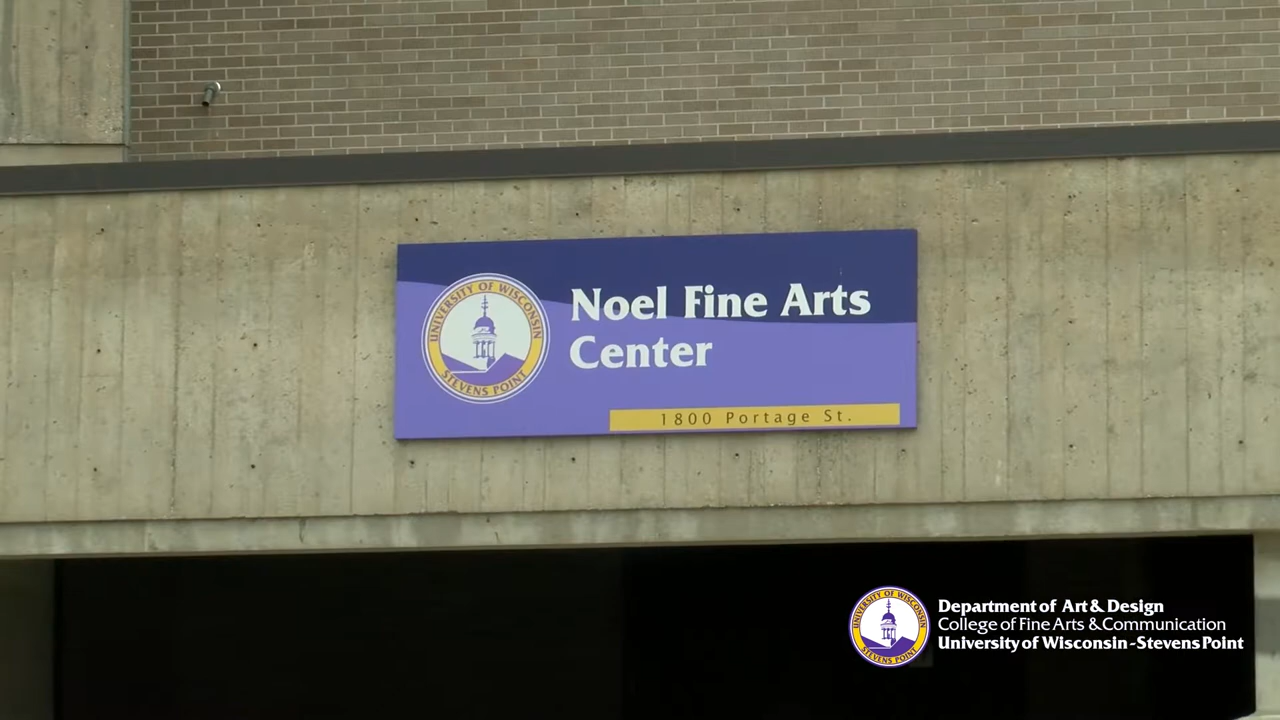 UNIVERSITY OF WISCONSIN
STEVENS POINT
Noel Fine Arts
Center
1800 Portage St.
UNIVERSITY OF WISCONSIN
STEVENS POINT
Department of Art & Design
College of Fine Arts & Communication
University of Wisconsin - Stevens Point